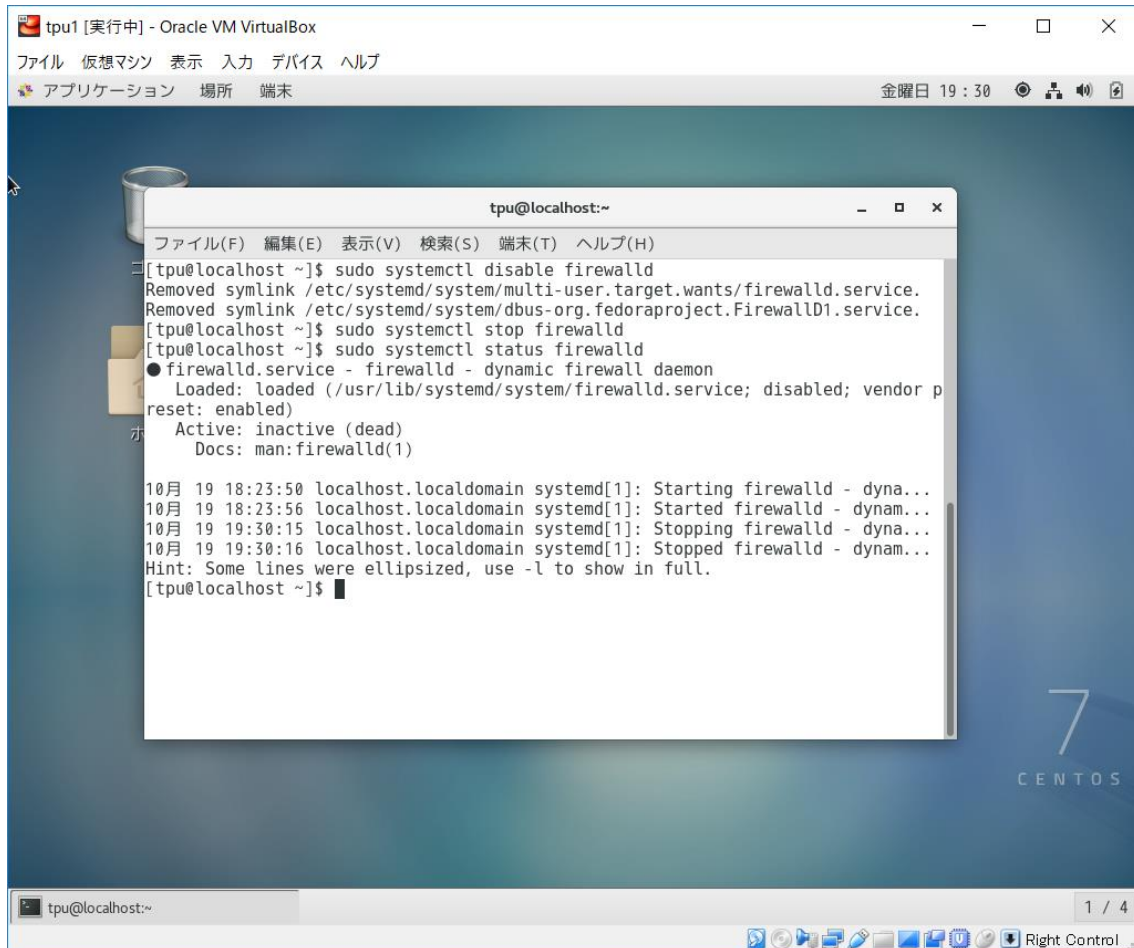 tpu1 [実行中] - Oracle VM VirtualBox
ファイル 仮想マシン 表示 入力 デバイス ヘルプ
アプリケーション 場所 端末 金曜日 19：30
tpu@localhost:~
ファイル(F) 編集(E) 表示(V) 検索(S) 端末(T) ヘルプ(H)
[tpu@localhost ~]$ sudo systemctl disable firewalld
Removed symlink /etc/systemd/system/multi-user.target.wants/firewalld.service.
Removed symlink /etc/systemd/system/dbus-org.fedoraproject.FirewallD1.service.
[tpu@localhost ~]$ sudo systemctl stop firewalld
[tpu@localhost ~]$ sudo systemctl status firewalld
● firewalld.service - firewalld - dynamic firewall daemon
Loaded: loaded (/usr/lib/systemd/system/firewalld.service; disabled; vendor p
reset: enabled)
Active: inactive (dead)
Docs: man:firewalld(1)
10月 19 18:23:50 localhost.localdomain systemd[1]: Starting firewalld - dyna...
10月 19 18:23:56 localhost.localdomain systemd[1]: Started firewalld - dynam...
10月 19 19:30:15 localhost.localdomain systemd[1]: Stopping firewalld - dyna...
10月 19 19:30:16 localhost.localdomain systemd[1]: Stopped firewalld - dynam...
Hint: Some lines were ellipsized, use -l to show in full.
[tpu@localhost ~]$
7
CENTOS
tpu@localhost:~ 1 / 4
Right Control